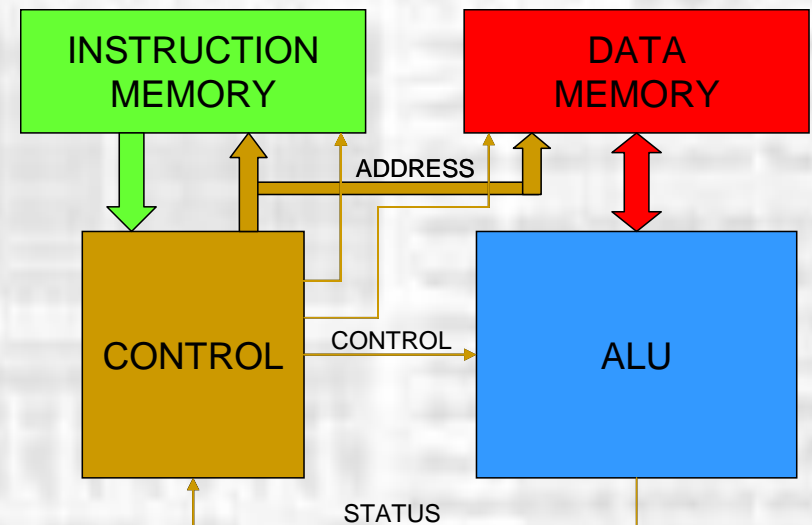 INSTRUCTION
MEMORY
DATA
MEMORY
ADDRESS
CONTROL
CONTROL
ALU
STATUS